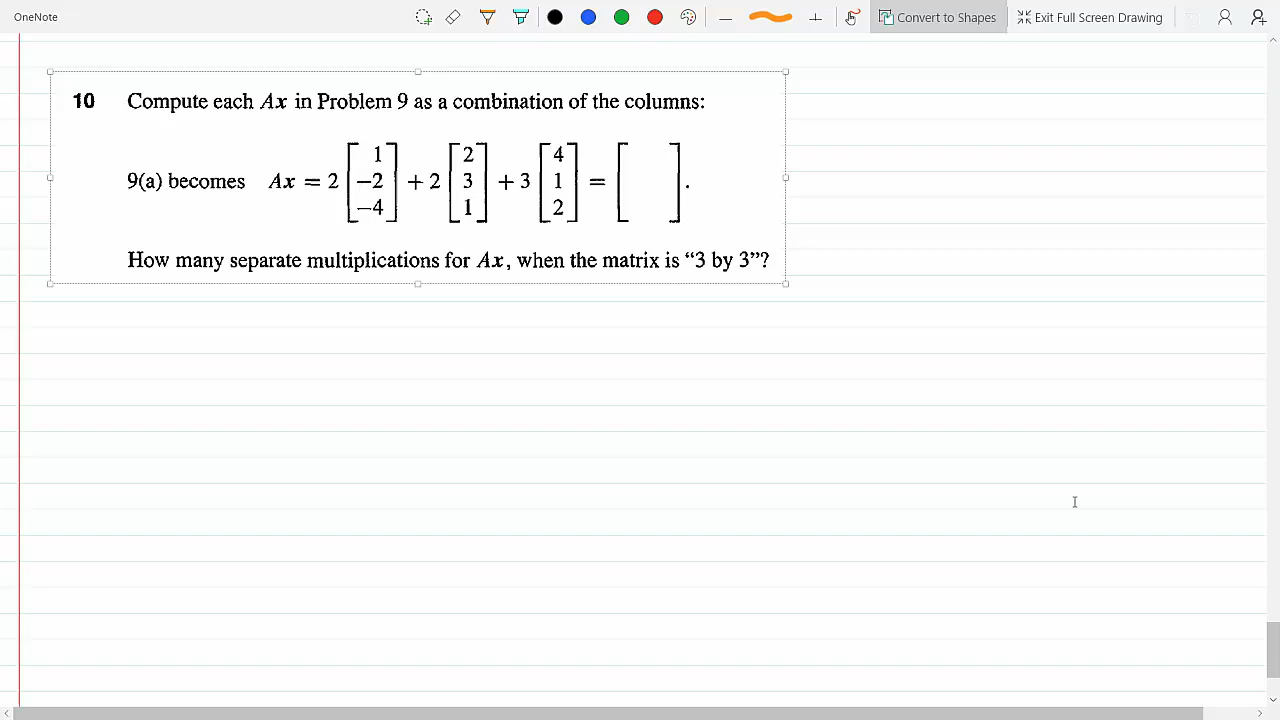 OneNote
Convert to Shapes
Exit Full Screen Drawing
10 Compute each Ax in Problem 9 as a combination of the columns:
9(a) becomes Ax = 2 [1 −2 −4] + 2 [2 3 1] + 3 [4 1 2] = [ ].
How many separate multiplications for Ax, when the matrix is “3 by 3”?